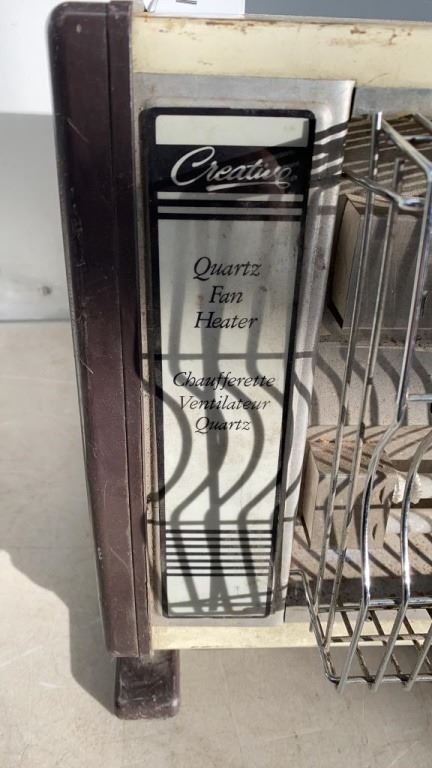 Creative
Quartz
Fan
Heater
Chaufferette
Ventilateur
Quartz